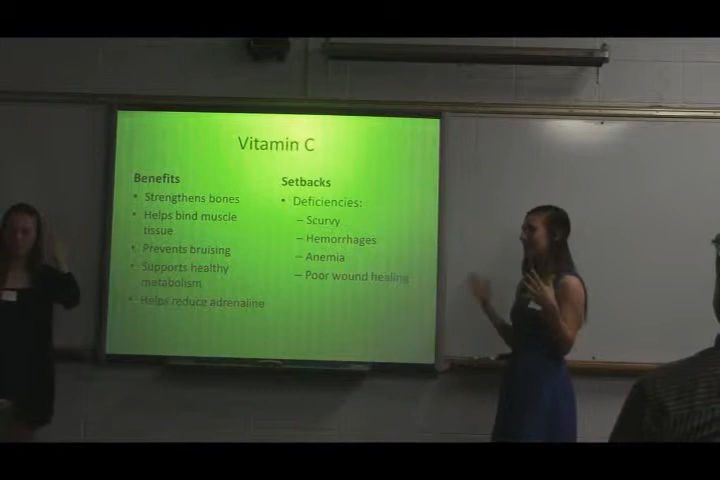 Vitamin C
Benefits
• Strengthens bones
• Helps bind muscle
tissue
• Prevents bruising
• Supports healthy
metabolism
• Helps reduce adrenaline
Setbacks
• Deficiencies:
– Scurvy
– Hemorrhages
– Anemia
– Poor wound healing